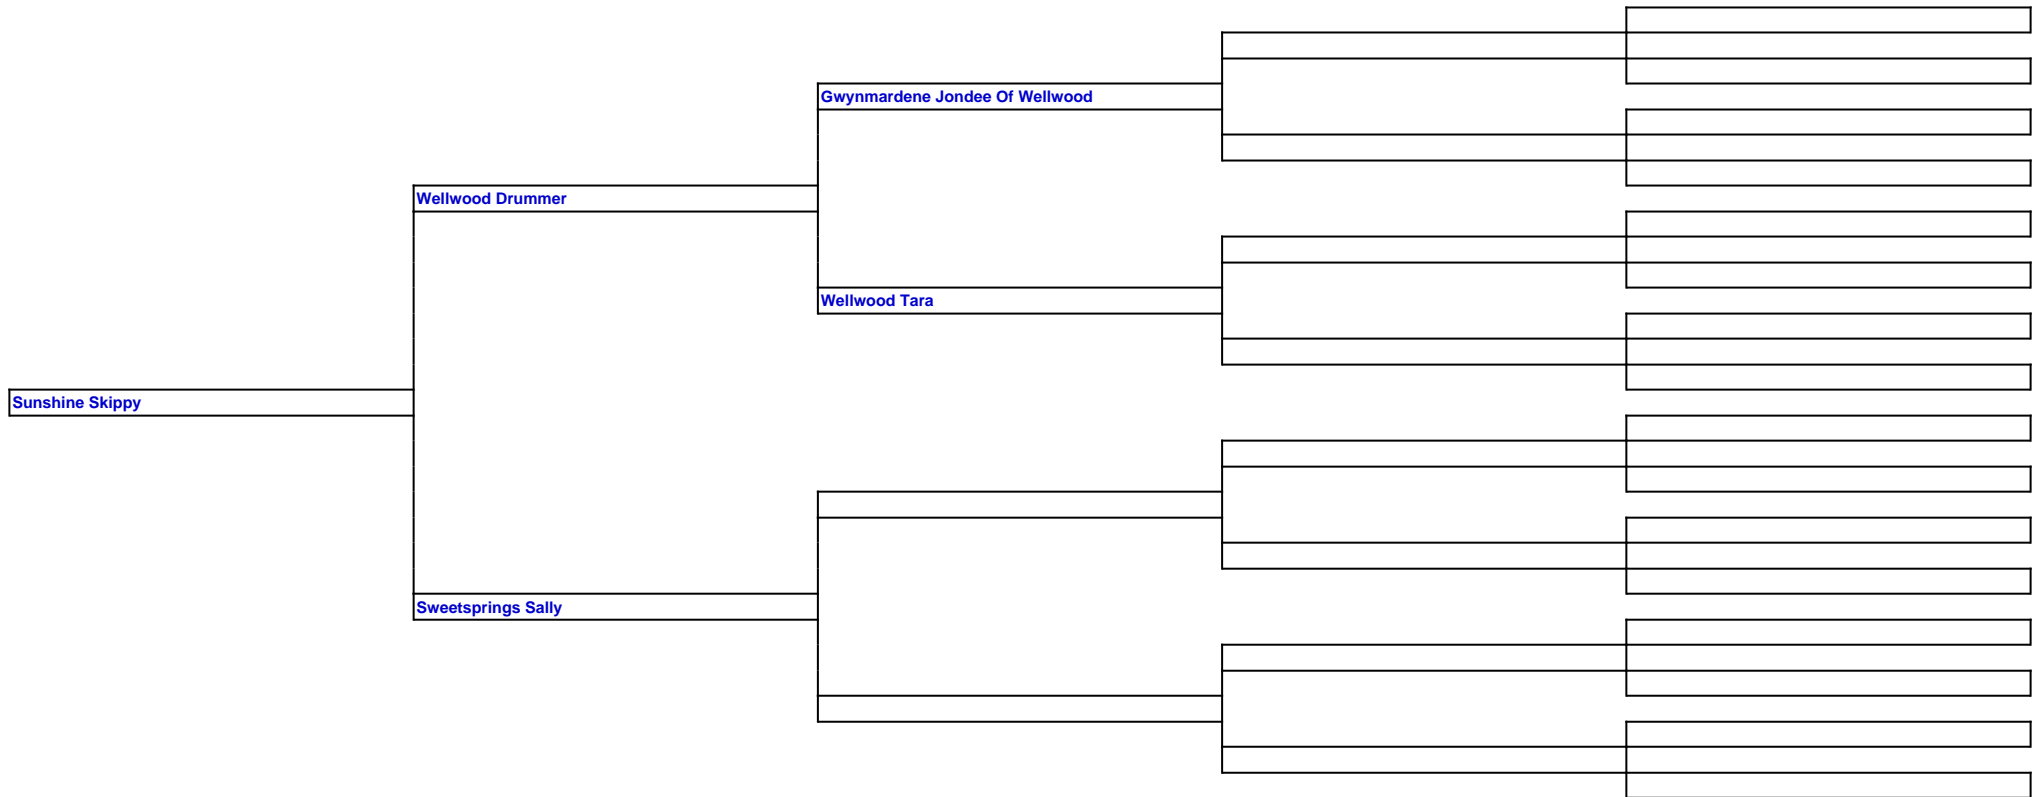 Gwynmardene Jondee Of Wellwood
Wellwood Drummer
Wellwood Tara
Sunshine Skippy
Sweetsprings Sally